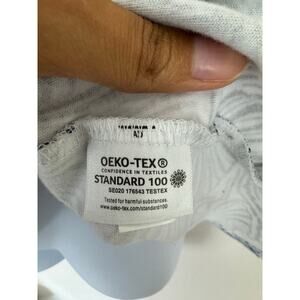 OEKO-TEX®
CONFIDENCE IN TEXTILES
STANDARD 100
SE020 176543 TESTEX
Tested for harmful substances.
www.oeko-tex.com/standard100